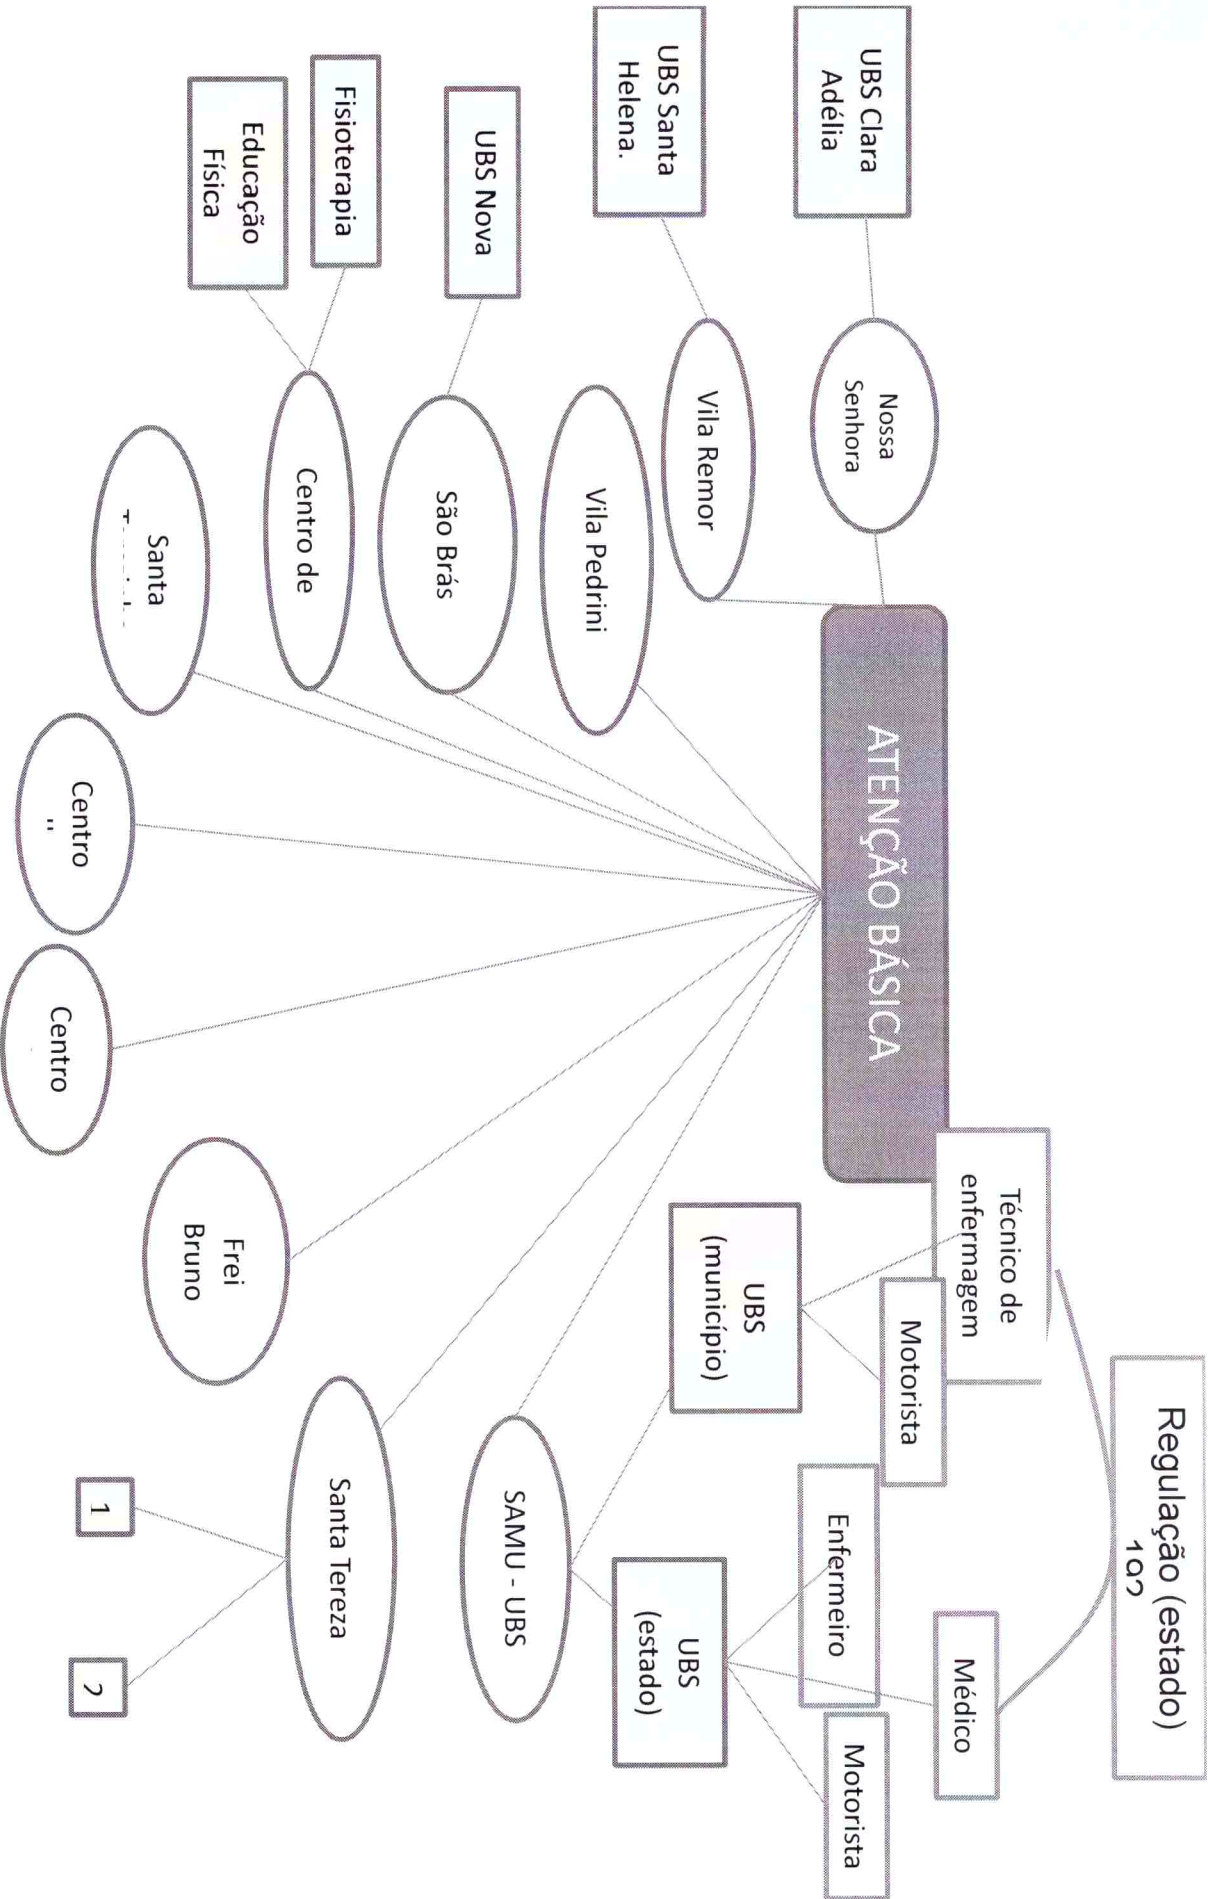 Regulação (estado)
192
Técnico de
enfermagem
Médico
Motorista
Enfermeiro
Motorista
ATENÇÃO BÁSICA
UBS
(município)
UBS
(estado)
UBS Clara
Adélia
Nossa
Senhora
UBS Santa
Helena.
Vila Remor
Vila Pedrini
SAMU - UBS
UBS Nova
São Brás
Fisioterapia
Educação
Física
Centro de
Santa Tereza
Santa
Frei
Bruno
Centro
Centro
1
2